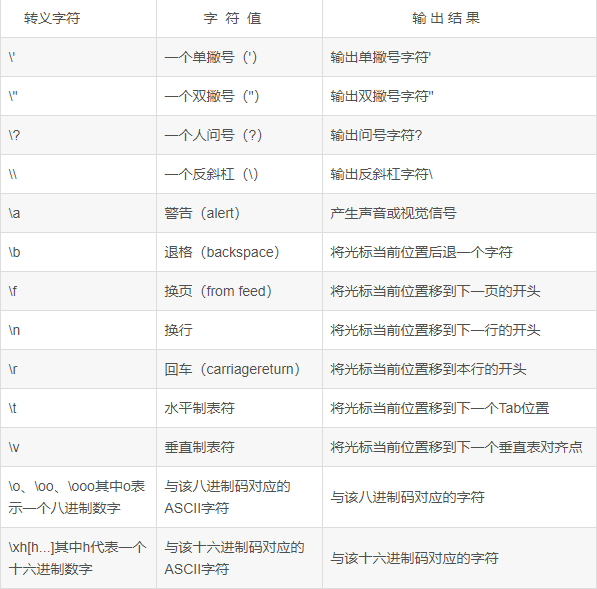 转义字符 字 符 值 输 出 结 果
\' 一个单撇号（'） 输出单撇号字符'
\" 一个双撇号（"） 输出双撇号字符"
\? 一个人问号（?） 输出问号字符?
\\ 一个反斜杠（\） 输出反斜杠字符\
\a 警告（alert） 产生声音或视觉信号
\b 退格（backspace） 将光标当前位置后退一个字符
\f 换页（from feed） 将光标当前位置移到下一页的开头
\n 换行 将光标当前位置移到下一行的开头
\r 回车（carriagereturn） 将光标当前位置移到本行的开头
\t 水平制表符 将光标当前位置移到下一个Tab位置
\v 垂直制表符 将光标当前位置移到下一个垂直表对齐点
\o、\oo、\ooo其中o表
示一个八进制数字
与该八进制码对应的
ASCII字符
与该八进制码对应的字符
\xh[h...]其中h代表一个
十六进制数字
与该十六进制码对应的
ASCII字符
与该十六进制码对应的字符